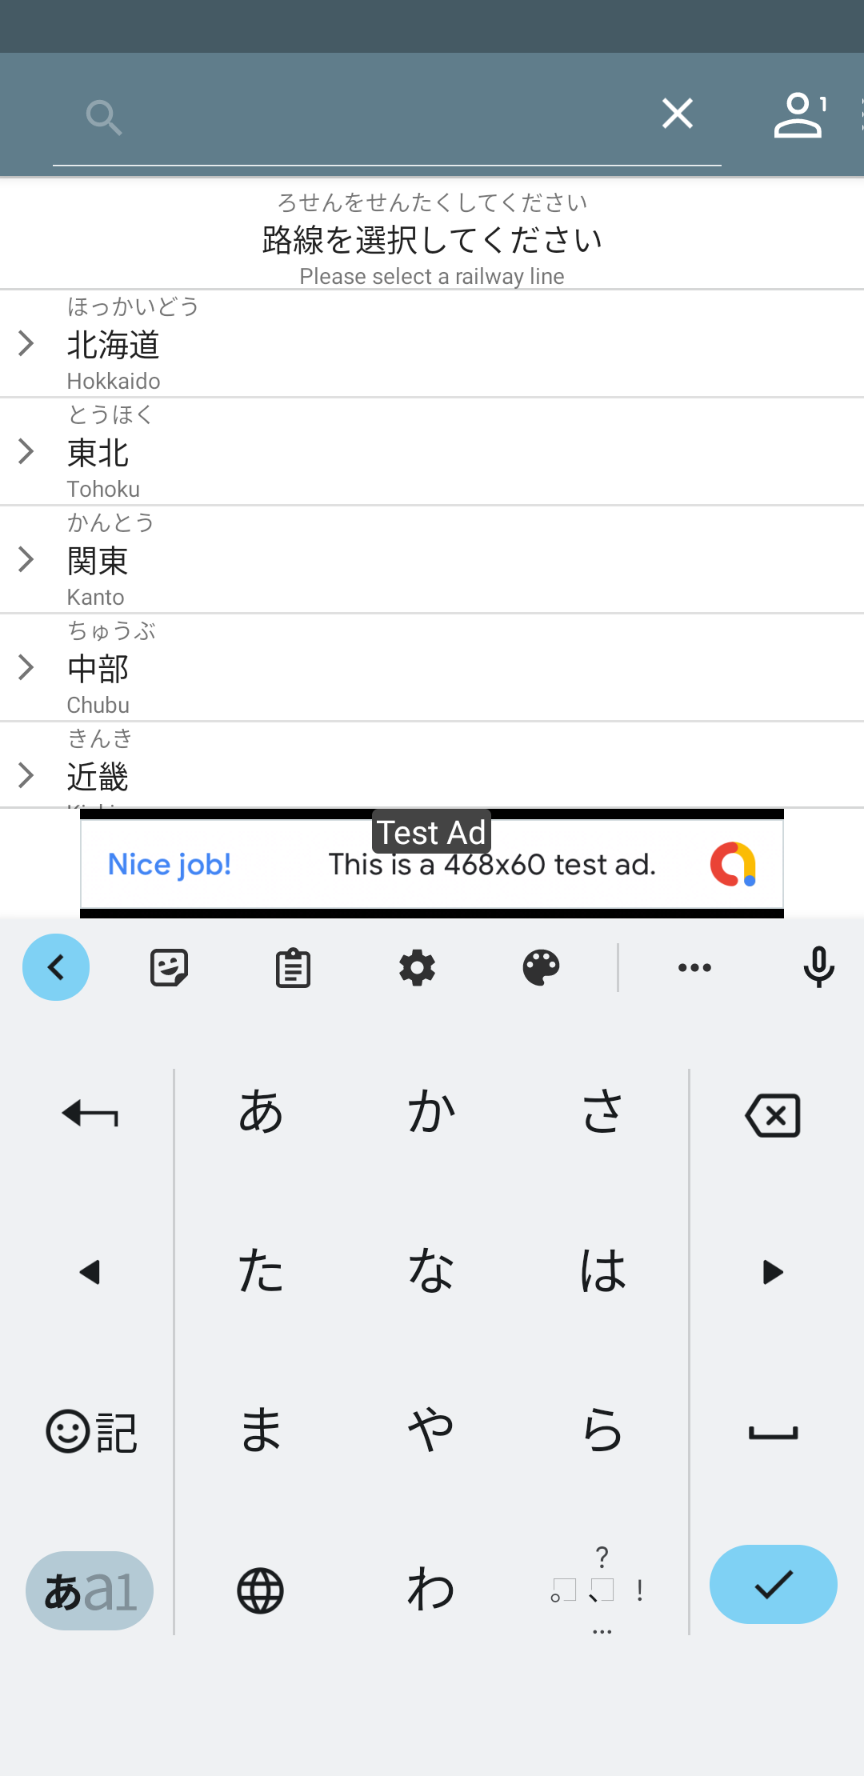 1
ろせんをせんたくしてください
路線を選択してください
Please select a railway line
ほっかいどう
北海道
Hokkaido
とうほく
東北
Tohoku
かんとう
関東
Kanto
ちゅうぶ
中部
Chubu
きんき
近畿
Test Ad
Nice job! This is a 468x60 test ad.
あ か さ
た な は
記 ま や ら
?
あa1 わ 。 、 !
...